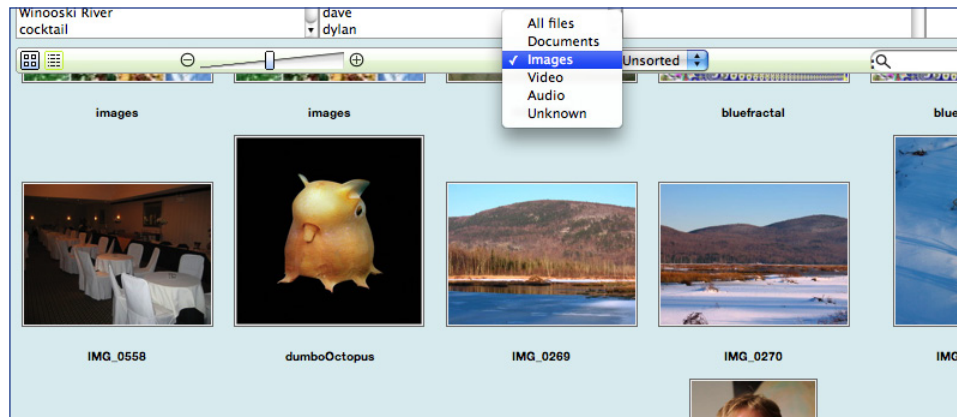 Winooski River
dave
cocktail
dylan
All files
Documents
✓ Images
Unsorted
Video
Audio
Unknown
images
images
bluefractal
IMG_0558
dumboOctopus
IMG_0269
IMG_0270